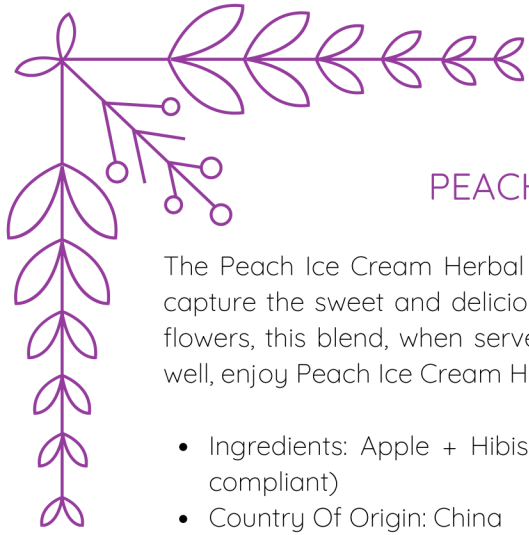 PEACH
The Peach Ice Cream Herbal
capture the sweet and delicio
flowers, this blend, when serve
well, enjoy Peach Ice Cream H
• Ingredients: Apple + Hibis
compliant)
• Country Of Origin: China